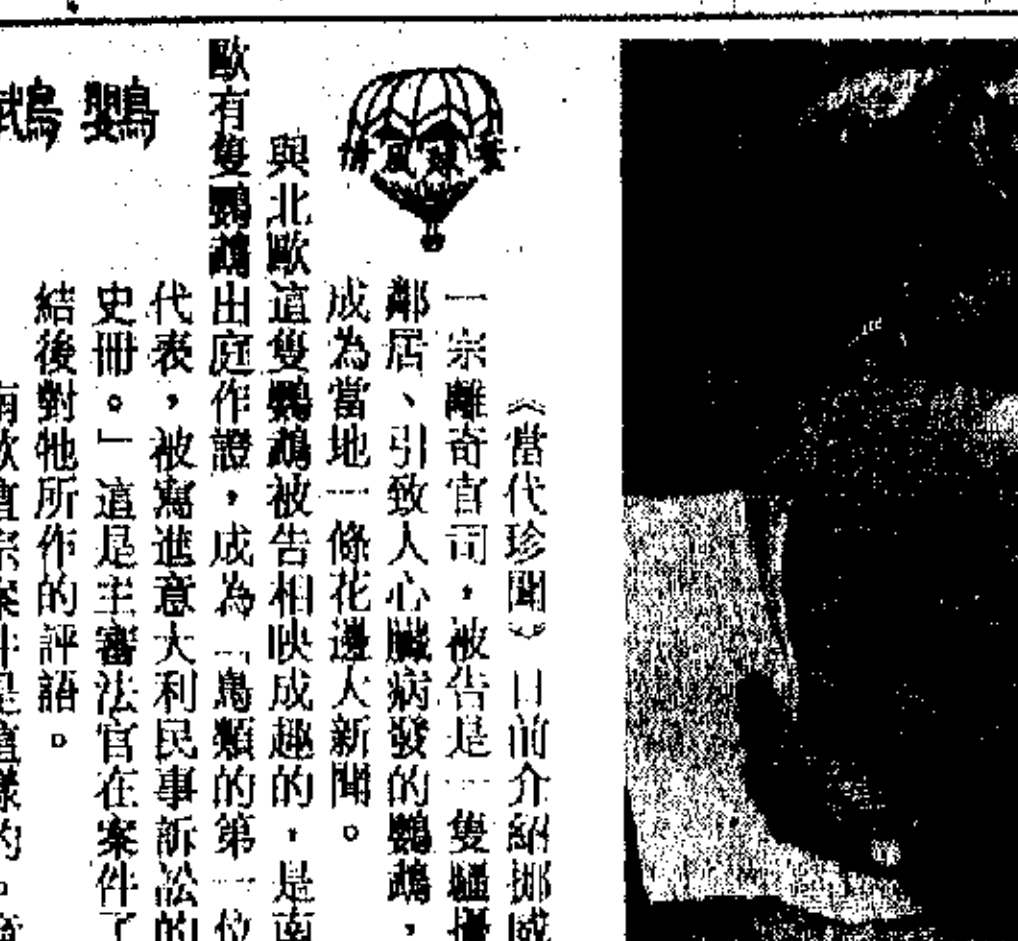 《當代珍聞》日前介紹挪威
一宗離奇官司，被告是一隻騷擾
鄰居、引致人心臟病發的鸚鵡，
成為當地一條花邊大新聞。
與北歐這隻鸚鵡被告相映成趣的，是南
歐有隻鸚鵡出庭作證，成為「鳥類的第一位
代表，被寫進意大利民事訴訟的
史冊。」這是主審法官在案件了
結後對牠所作的評語。
南歐這宗案件是這樣的。
鸚鵡